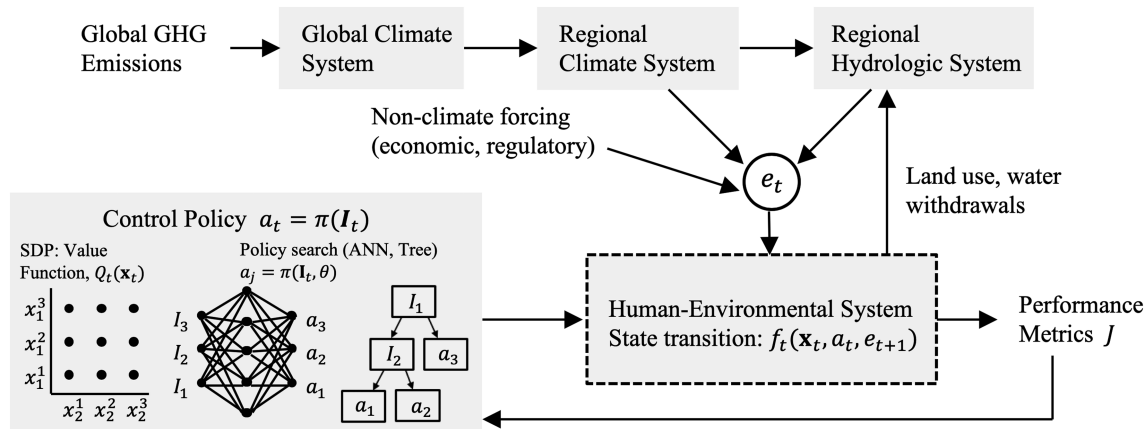 Global GHG
Emissions
Global Climate
System
Regional
Climate System
Regional
Hydrologic System
Non-climate forcing
(economic, regulatory)
e_t
Land use, water
withdrawals
Control Policy a_t = π(I_t)
SDP: Value
Function, Q_t(x_t)
x_1^3
x_1^2
x_1^1
x_2^1 x_2^2 x_2^3
Policy search (ANN, Tree)
a_j = π(I_t, θ)
I_3
I_2
I_1
a_3
a_2
a_1
I_1
I_2
a_3
a_1
a_2
Human-Environmental System
State transition: f_t(x_t, a_t, e_{t+1})
Performance
Metrics J